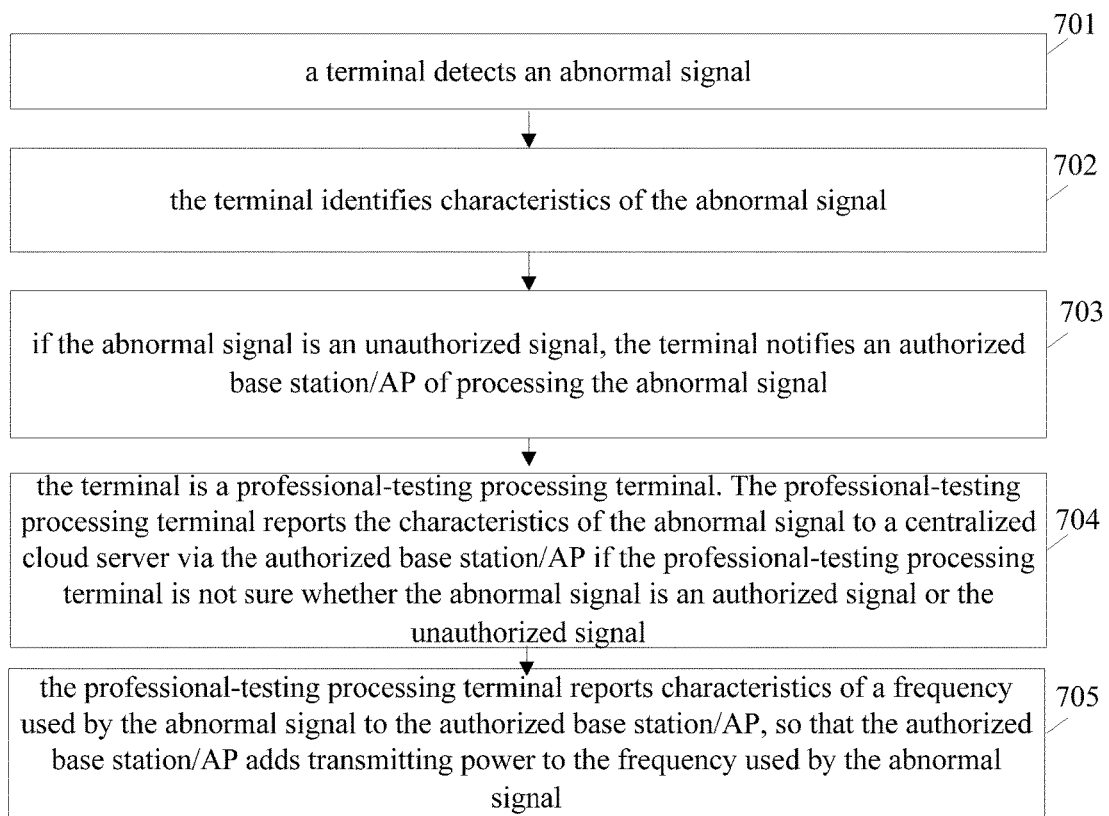 701
a terminal detects an abnormal signal
702
the terminal identifies characteristics of the abnormal signal
703
if the abnormal signal is an unauthorized signal, the terminal notifies an authorized
base station/AP of processing the abnormal signal
704
the terminal is a professional-testing processing terminal. The professional-testing
processing terminal reports the characteristics of the abnormal signal to a centralized
cloud server via the authorized base station/AP if the professional-testing processing
terminal is not sure whether the abnormal signal is an authorized signal or the
unauthorized signal
705
the professional-testing processing terminal reports characteristics of a frequency
used by the abnormal signal to the authorized base station/AP, so that the authorized
base station/AP adds transmitting power to the frequency used by the abnormal
signal